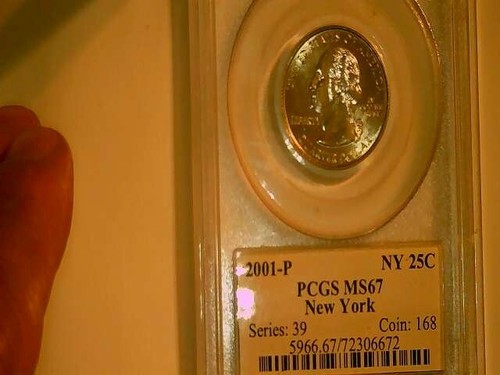 2001-P NY 25C
PCGS MS67
New York
Series: 39 Coin: 168
5966.67/72306672